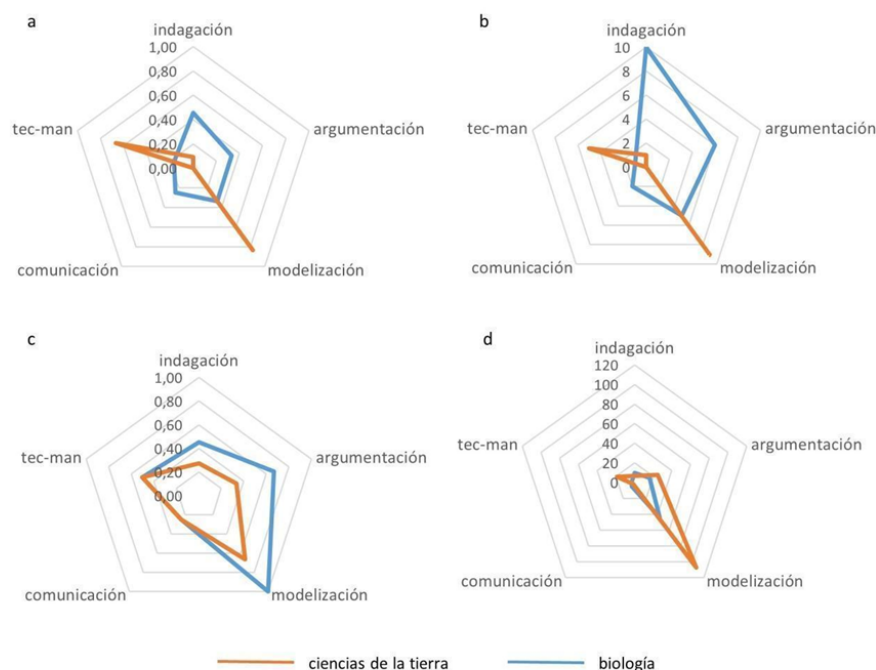 a
indagación
1,00
0,80
0,60
0,40
0,20
0,00
tec-man
argumentación
comunicación
modelización
b
indagación
10
8
6
4
2
0
tec-man
argumentación
comunicación
modelización
c
indagación
1,00
0,80
0,60
0,40
0,20
0,00
tec-man
argumentación
comunicación
modelización
d
indagación
120
100
80
60
40
20
0
tec-man
argumentación
comunicación
modelización
ciencias de la tierra
biología